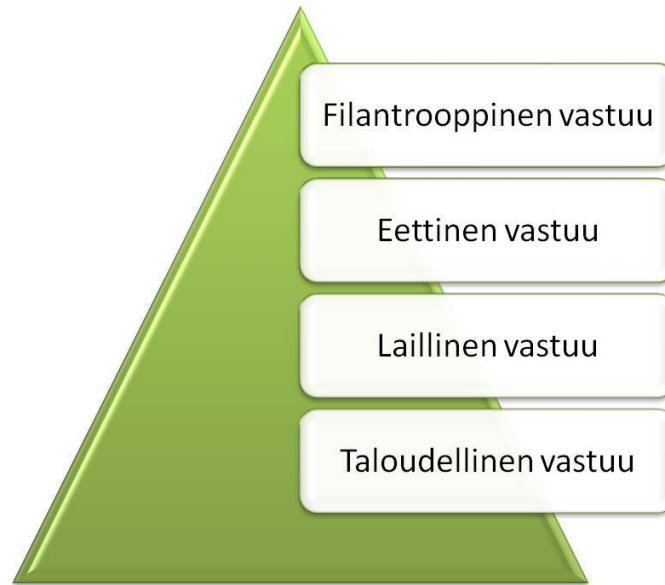 Filantrooppinen vastuu
Eettinen vastuu
Laillinen vastuu
Taloudellinen vastuu